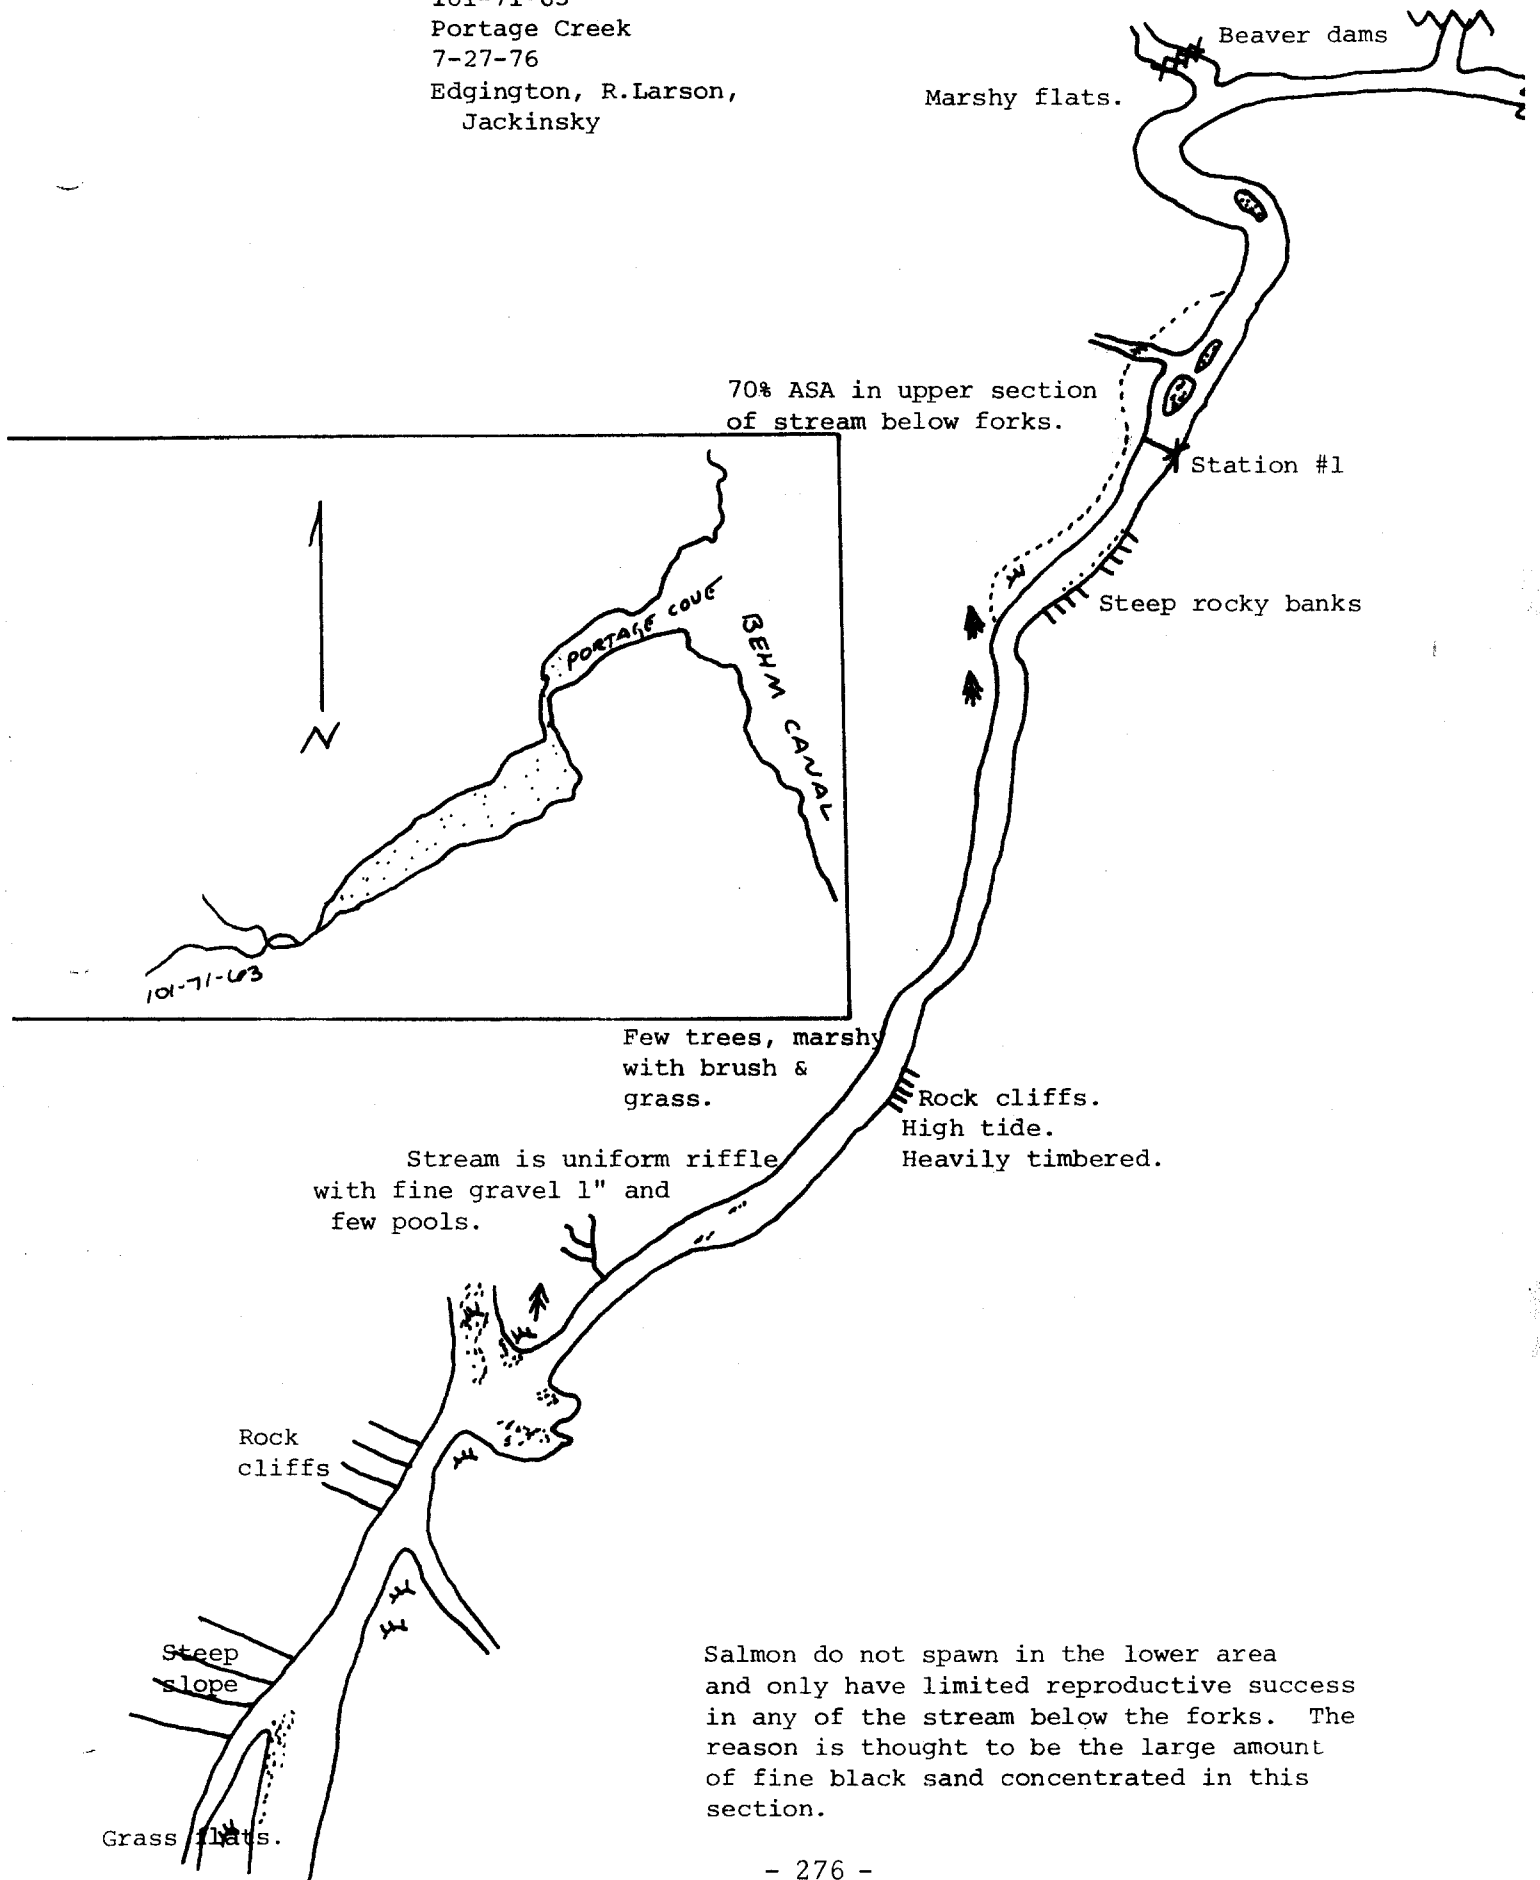 101-71-63
Portage Creek
7-27-76
Edgington, R.Larson,
Jackinsky
Beaver dams
Marshy flats.
70% ASA in upper section
of stream below forks.
Station #1
Steep rocky banks
PORTAGE COVE
BEHM CANAL
N
101-71-63
Few trees, marshy
with brush &
grass.
Rock cliffs.
High tide.
Heavily timbered.
Stream is uniform riffle
with fine gravel 1" and
few pools.
Rock
cliffs
Steep
slope
Grass flats.
Salmon do not spawn in the lower area
and only have limited reproductive success
in any of the stream below the forks. The
reason is thought to be the large amount
of fine black sand concentrated in this
section.
- 276 -